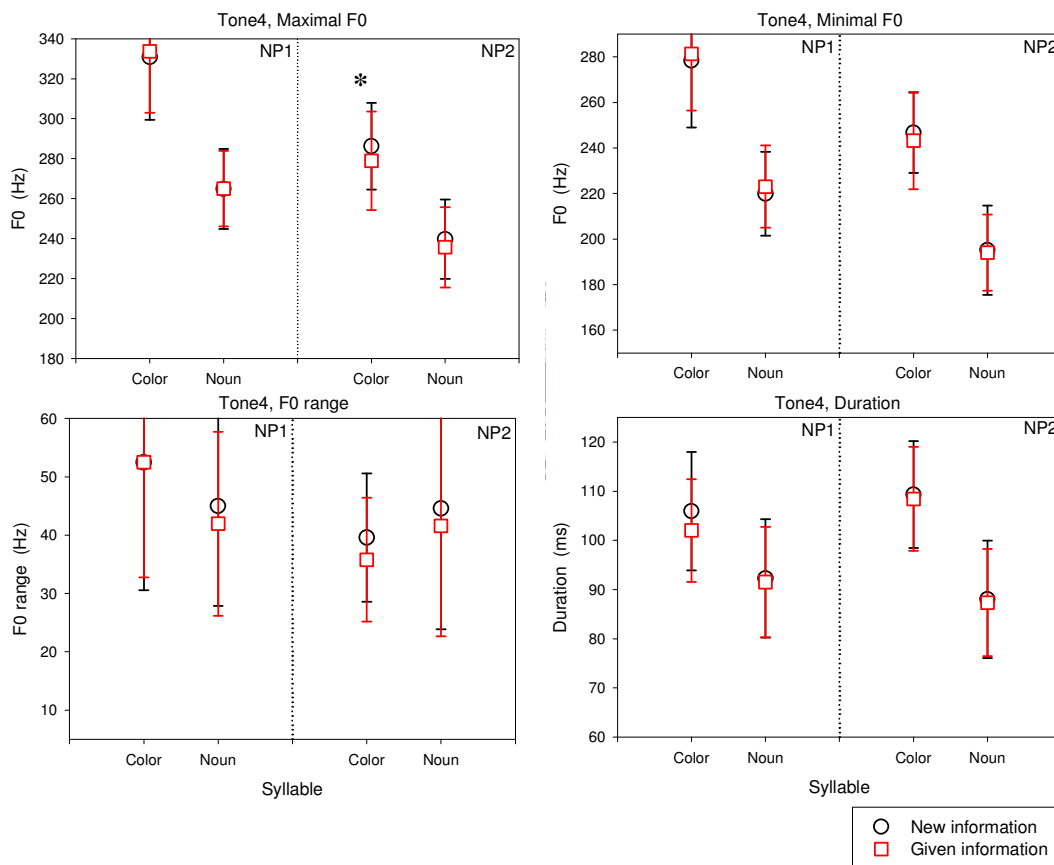 Tone4, Maximal F0
NP1
NP2
*
F0 (Hz)
340
320
300
280
260
240
220
200
180
Color
Noun
Color
Noun
Tone4, Minimal F0
NP1
NP2
F0 (Hz)
280
260
240
220
200
180
160
Color
Noun
Color
Noun
Tone4, F0 range
NP1
NP2
F0 range (Hz)
60
50
40
30
20
10
Color
Noun
Color
Noun
Syllable
Tone4, Duration
NP1
NP2
Duration (ms)
120
110
100
90
80
70
60
Color
Noun
Color
Noun
Syllable
New information
Given information